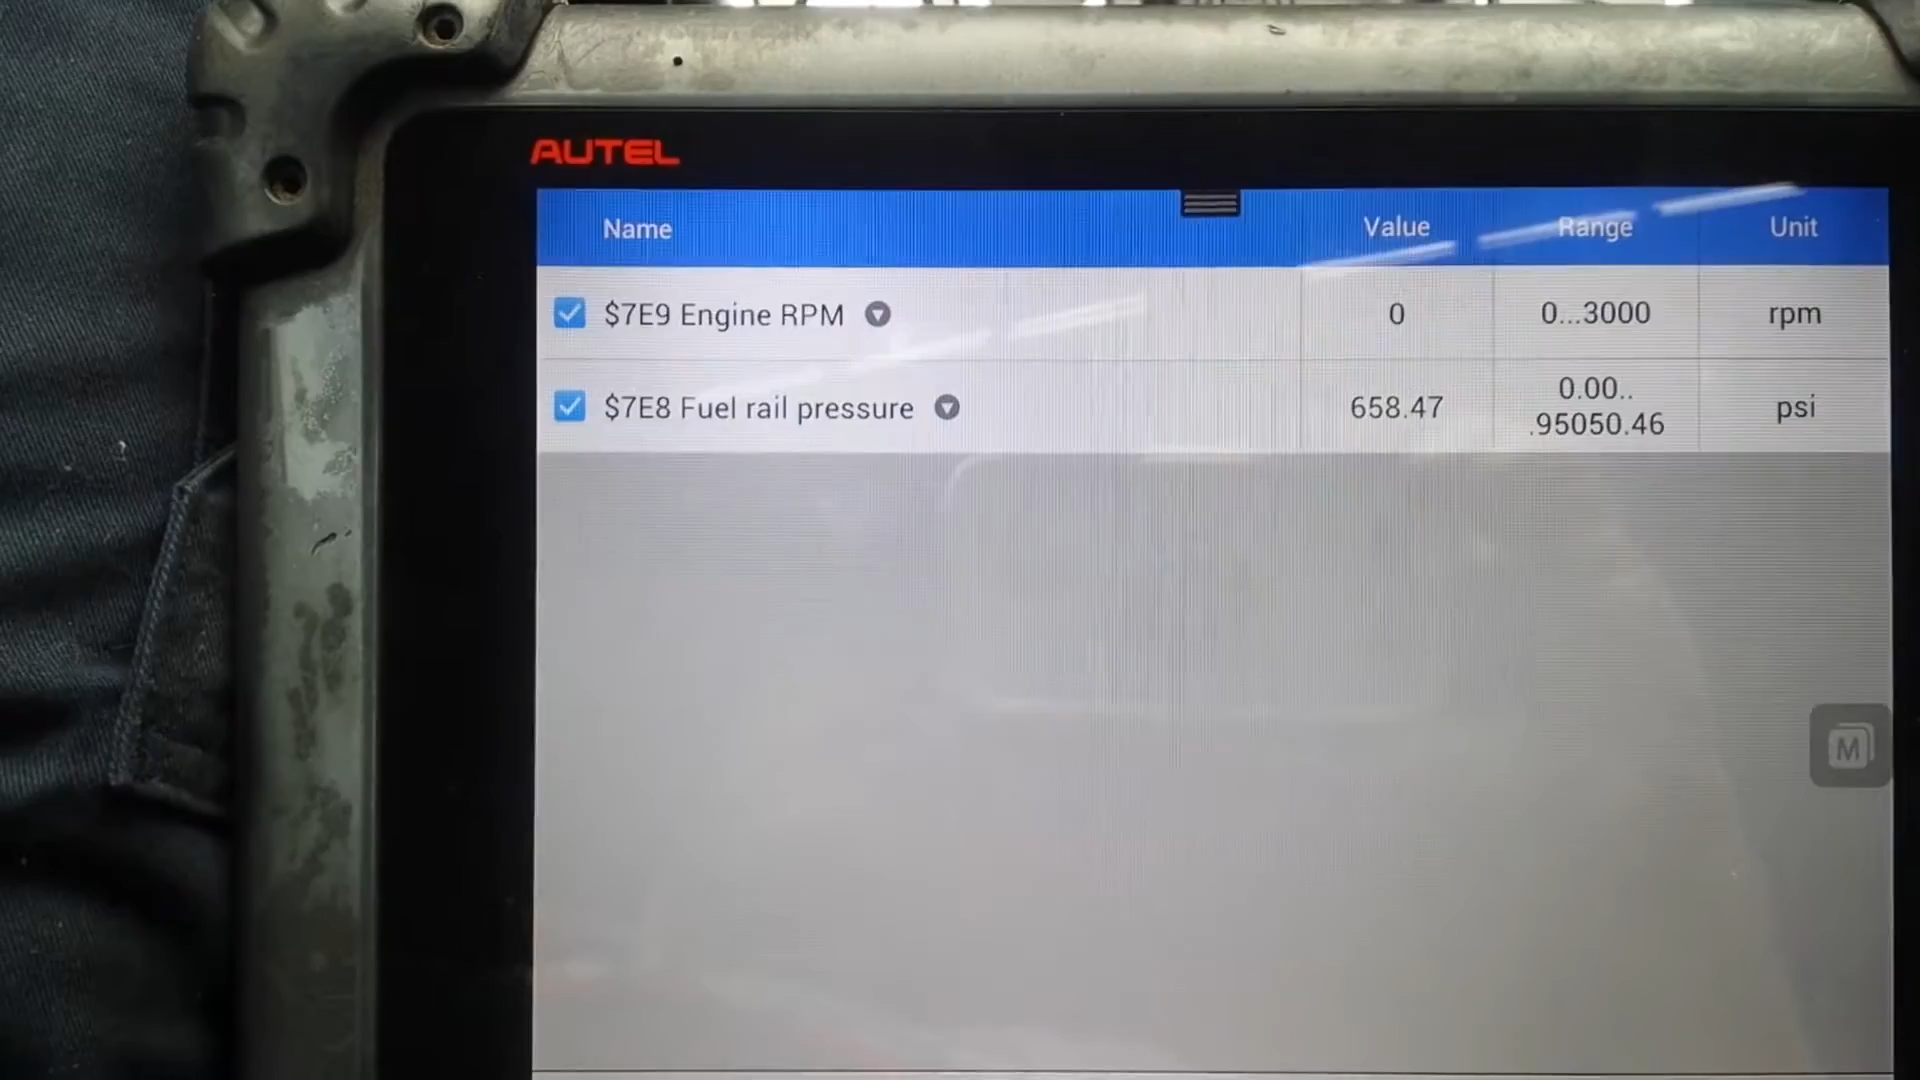 AUTEL
Name Value Range Unit
$7E9 Engine RPM 0 0...3000 rpm
$7E8 Fuel rail pressure 658.47 0.00..
.95050.46 psi
M